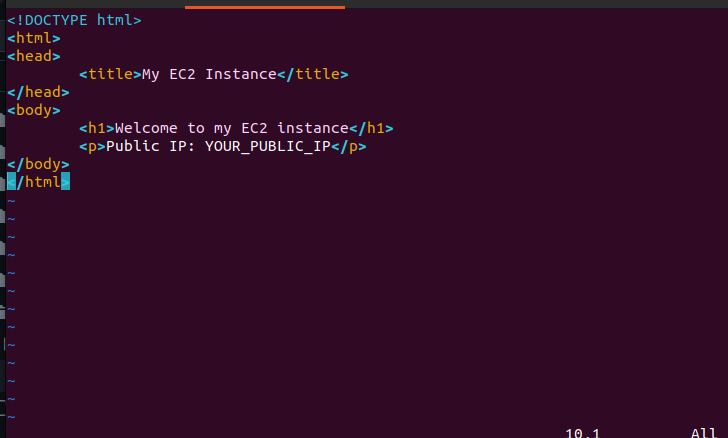 <!DOCTYPE html>
<html>
<head>
        <title>My EC2 Instance</title>
</head>
<body>
        <h1>Welcome to my EC2 instance</h1>
        <p>Public IP: YOUR_PUBLIC_IP</p>
</body>
</html>
~
~
~
~
~
~
~
~
~
~
~
~
~
10,1 All